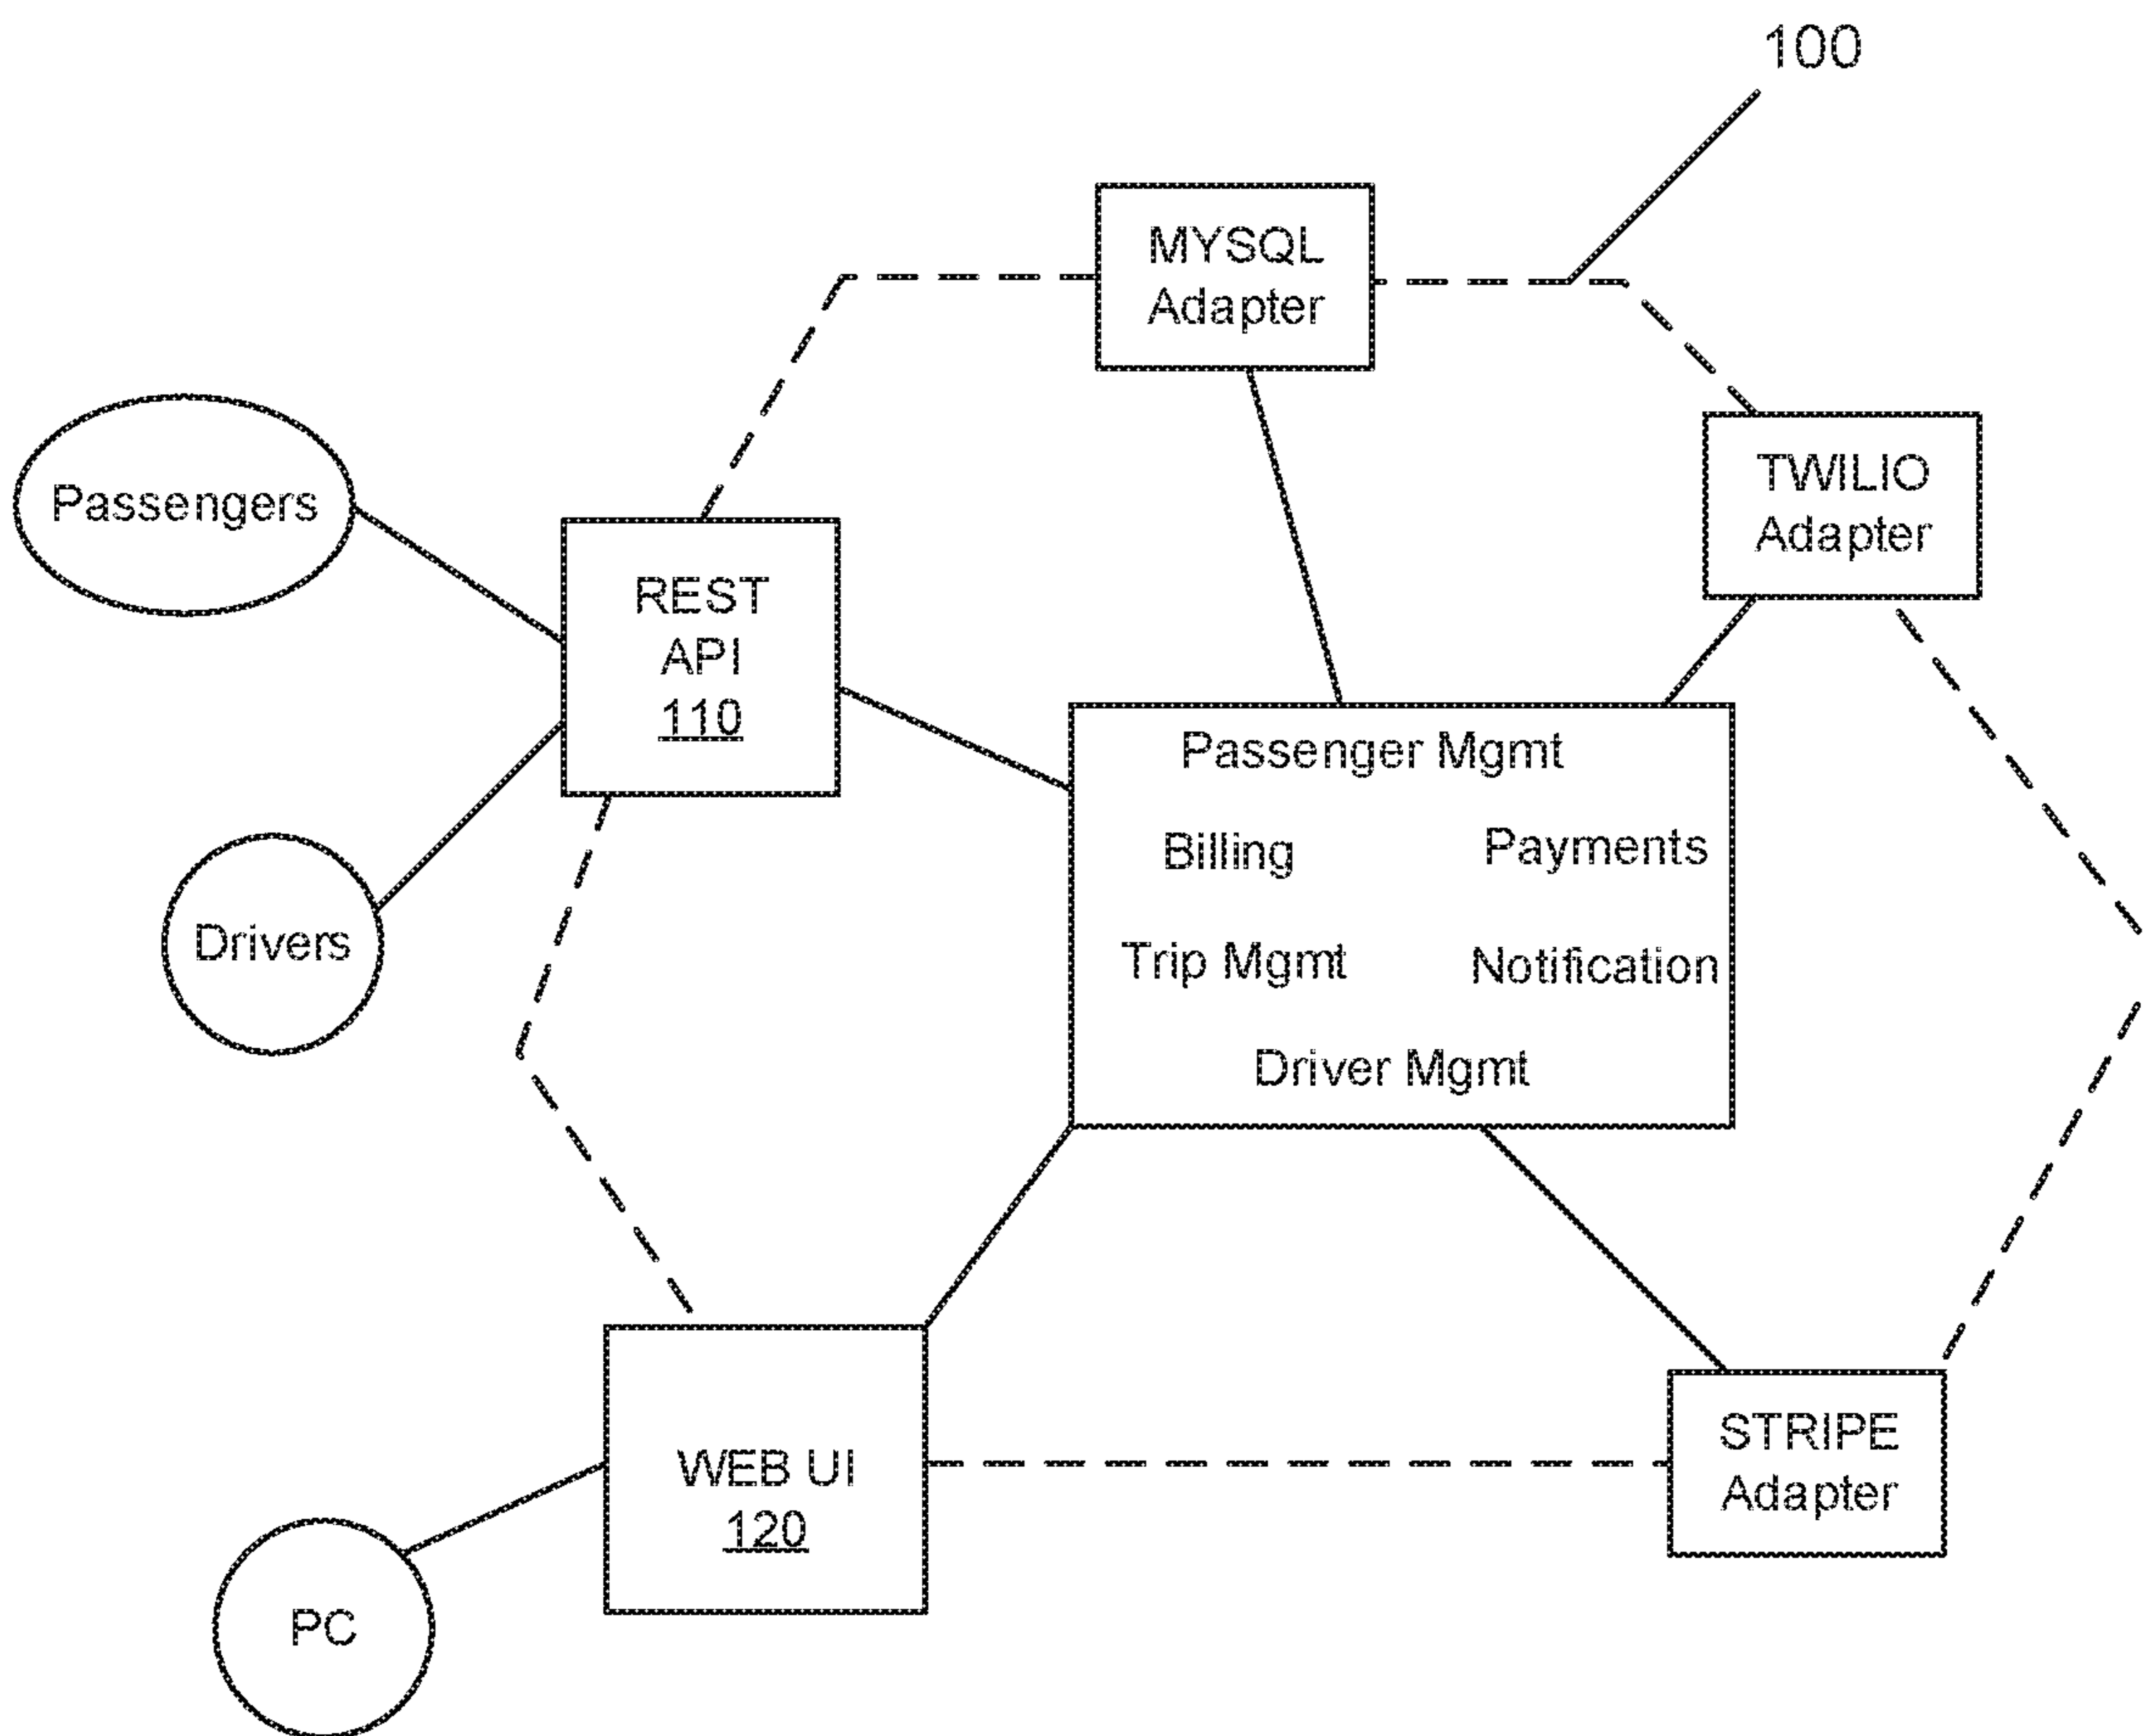 100
MYSQL
Adapter
TWILIO
Adapter
Passengers
REST
API
110
Passenger Mgmt
Billing
Payments
Drivers
Trip Mgmt
Notification
Driver Mgmt
WEB UI
120
STRIPE
Adapter
PC